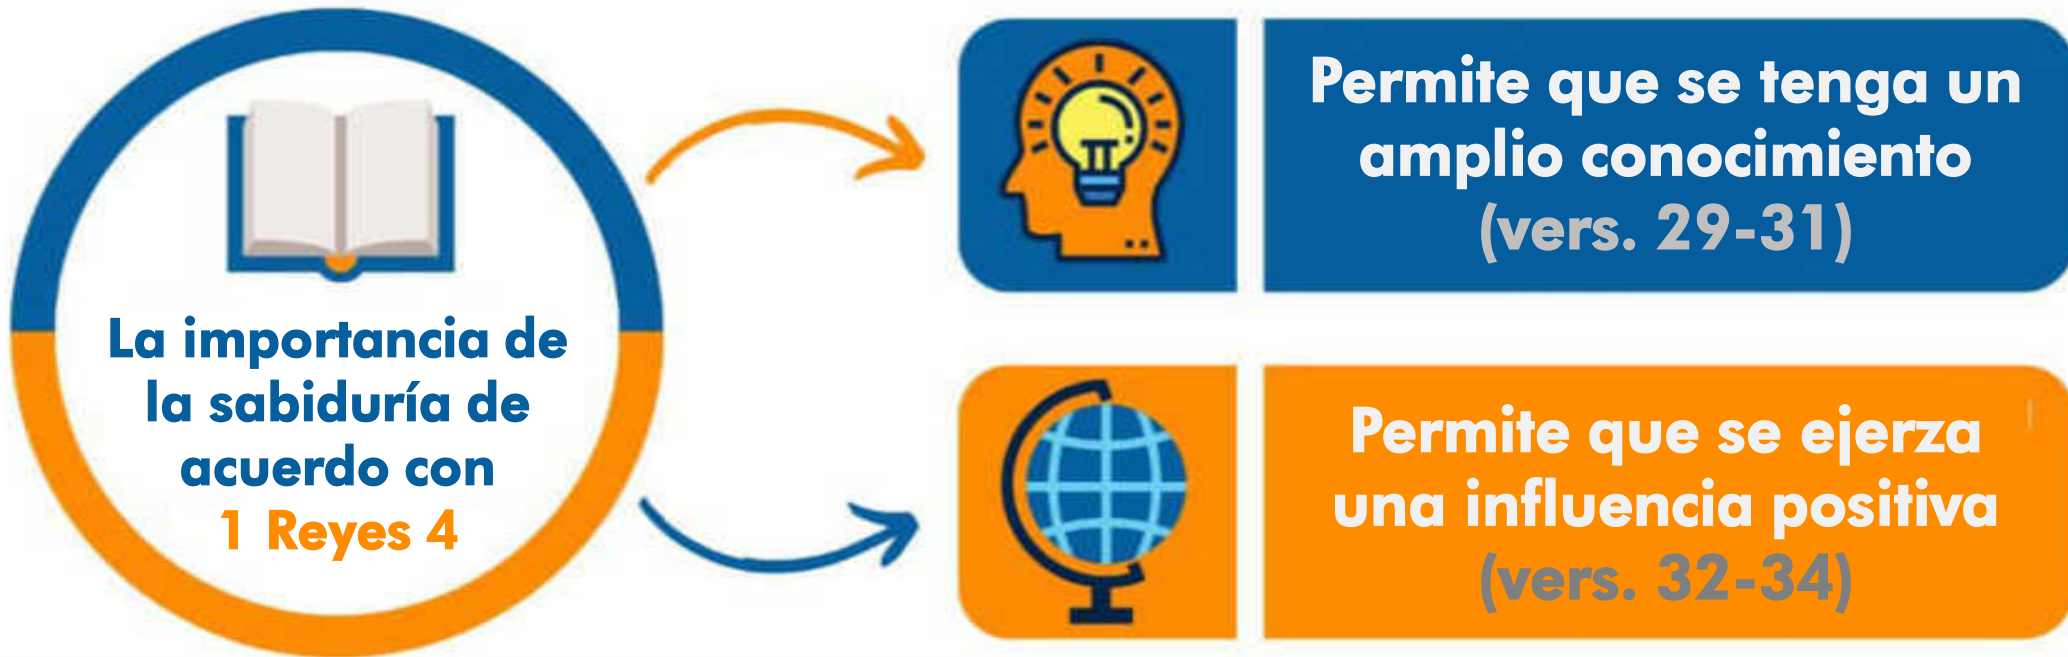 La importancia de
la sabiduría de
acuerdo con
1 Reyes 4
Permite que se tenga un
amplio conocimiento
(vers. 29-31)
Permite que se ejerza
una influencia positiva
(vers. 32-34)